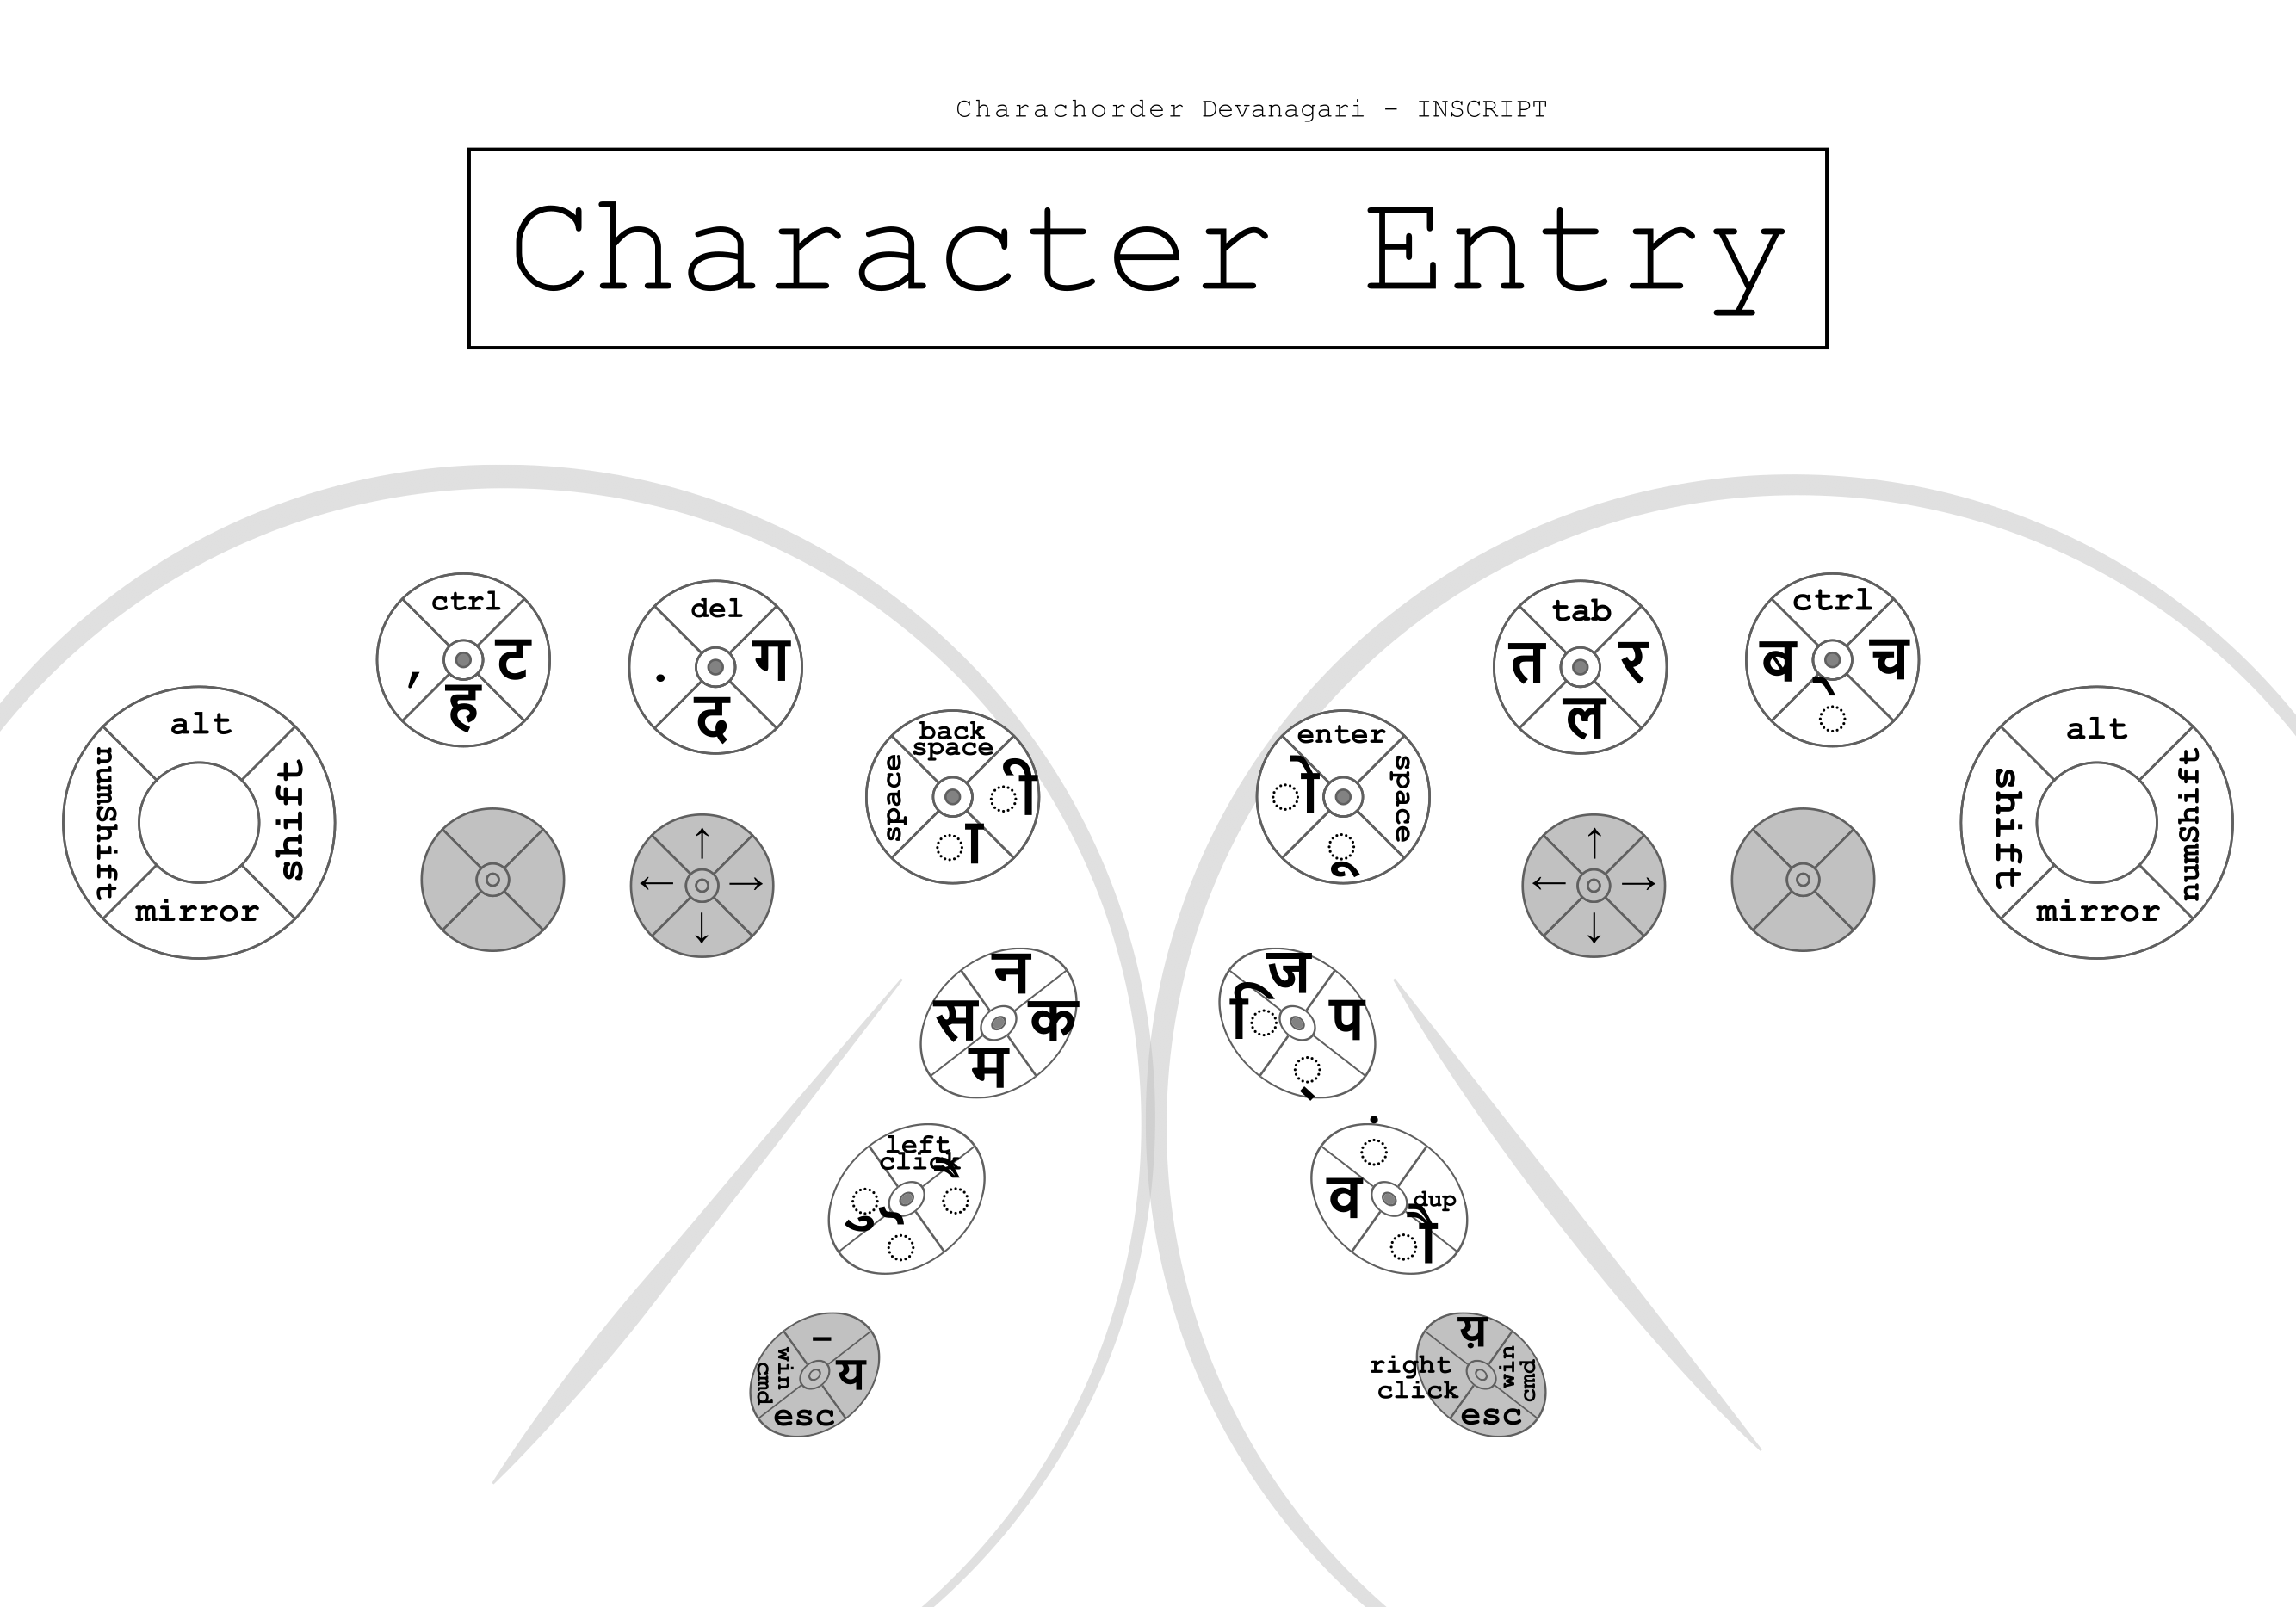 Charachorder Devanagari - INSCRIPT
Character Entry
ctrl
,
ट
ह
del
.
ग
द
tab
त
र
ल
ctrl
ब
च
्
alt
numShift
shift
mirror
back
space
space
ी
ा
enter
ो
space
ू
alt
shift
numShift
mirror
↑
← →
↓
↑
← →
↓
न
स
क
म
ज
ि
प
़
left
click
ु
े
ृ
ं
व
dup
ौ
-
win
cmd
य
esc
य़
right
click
win
cmd
esc